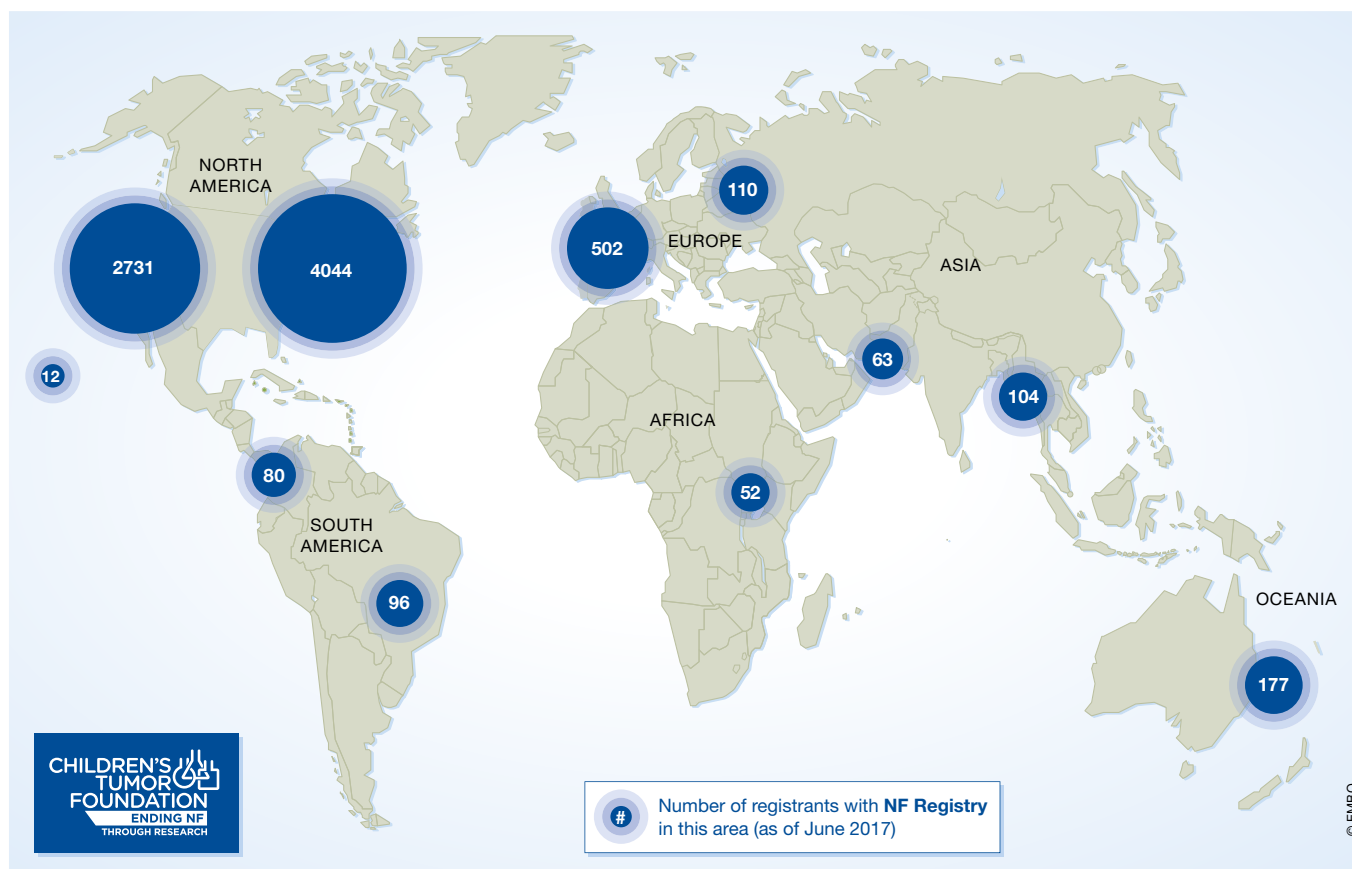 NORTH
AMERICA
2731
4044
12
80
SOUTH
AMERICA
96
502
110
EUROPE
ASIA
63
104
AFRICA
52
OCEANIA
177
CHILDREN'S
TUMOR
FOUNDATION
ENDING NF
THROUGH RESEARCH
#
Number of registrants with NF Registry
in this area (as of June 2017)
© EMBO